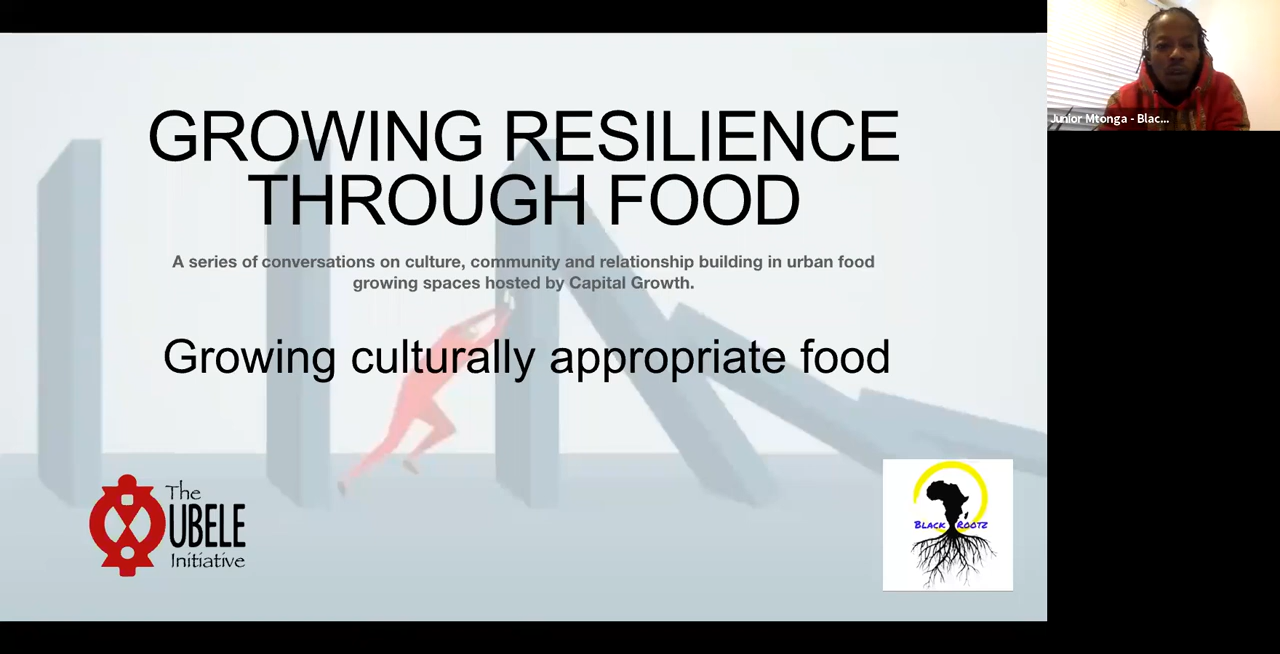 GROWING RESILIENCE
THROUGH FOOD
A series of conversations on culture, community and relationship building in urban food
growing spaces hosted by Capital Growth.
Growing culturally appropriate food
The
UBELE
Initiative
BLACK ROOTZ
Junior Mtonga - Blac...